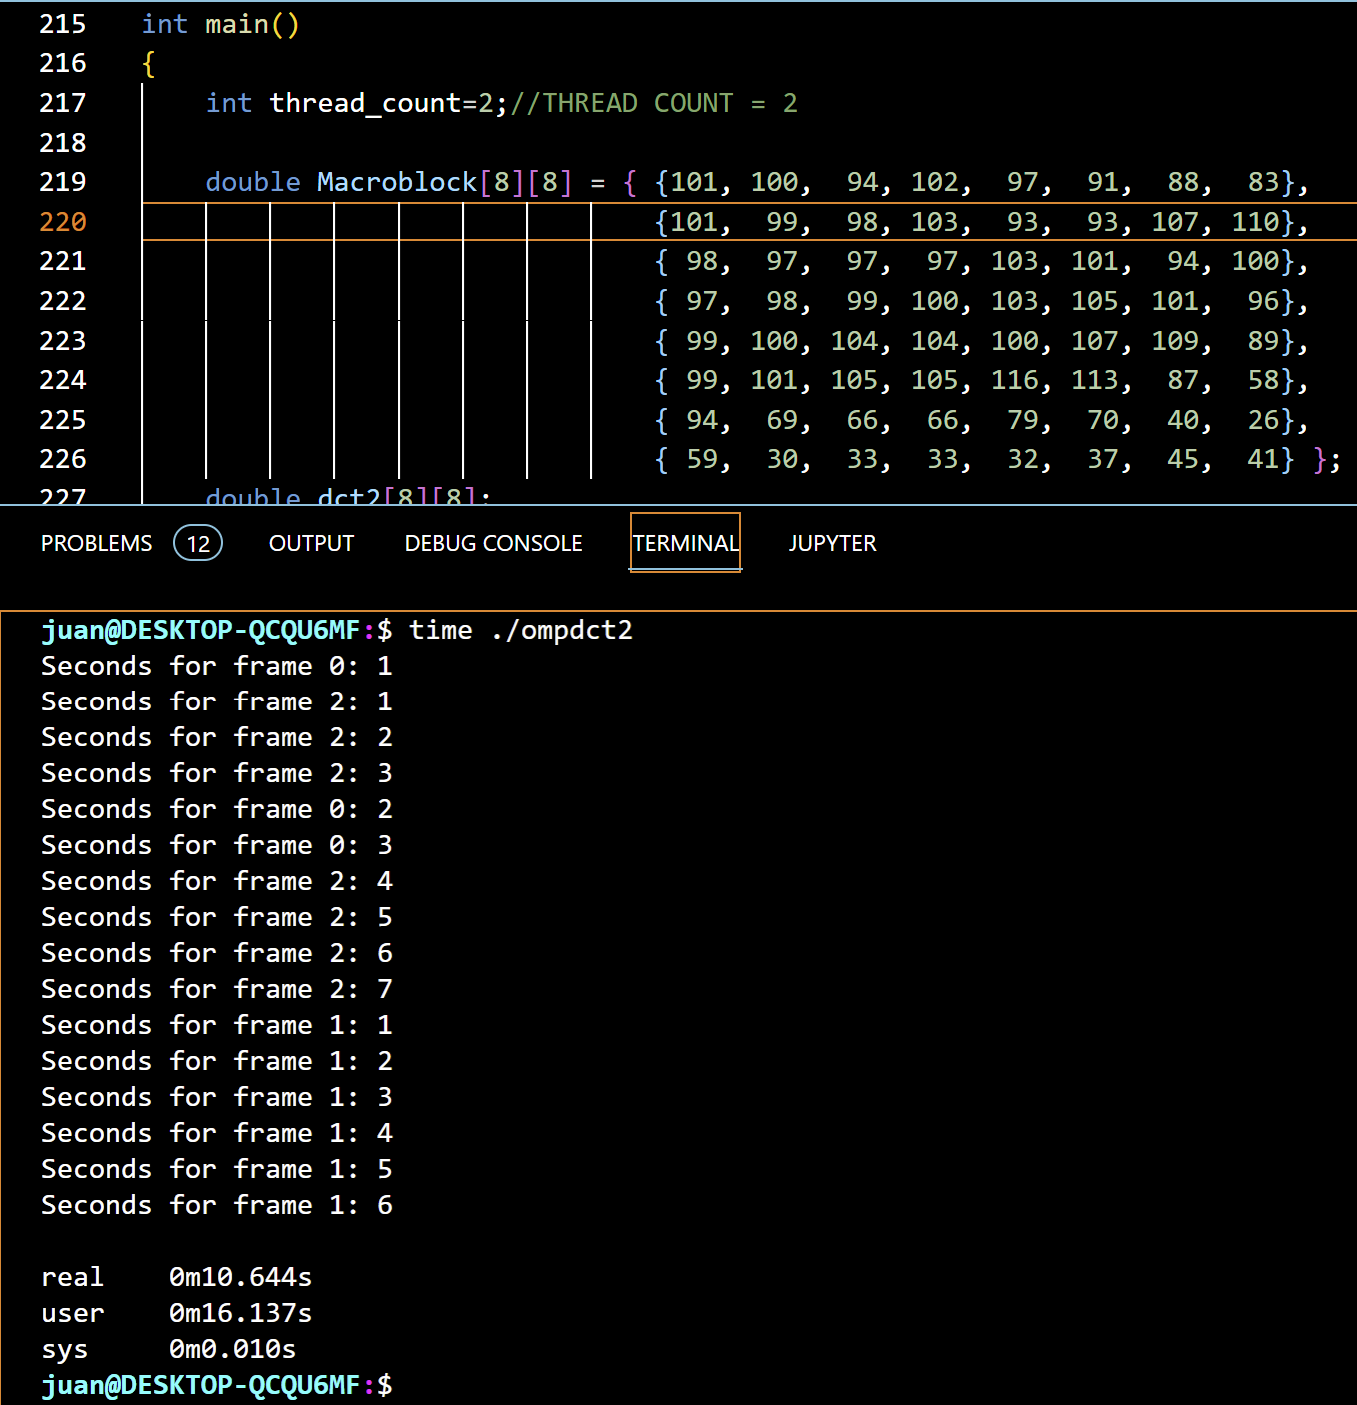 215 int main()
216 {
217 int thread_count=2;//THREAD COUNT = 2
218
219 double Macroblock[8][8] = { {101, 100, 94, 102, 97, 91, 88, 83},
220 {101, 99, 98, 103, 93, 93, 107, 110},
221 { 98, 97, 97, 97, 103, 101, 94, 100},
222 { 97, 98, 99, 100, 103, 105, 101, 96},
223 { 99, 100, 104, 104, 100, 107, 109, 89},
224 { 99, 101, 105, 105, 116, 113, 87, 58},
225 { 94, 69, 66, 66, 79, 70, 40, 26},
226 { 59, 30, 33, 33, 32, 37, 45, 41} };
227 double dct2[8][8];
PROBLEMS 12 OUTPUT DEBUG CONSOLE TERMINAL JUPYTER
juan@DESKTOP-QCQU6MF:$ time ./ompdct2
Seconds for frame 0: 1
Seconds for frame 2: 1
Seconds for frame 2: 2
Seconds for frame 2: 3
Seconds for frame 0: 2
Seconds for frame 0: 3
Seconds for frame 2: 4
Seconds for frame 2: 5
Seconds for frame 2: 6
Seconds for frame 2: 7
Seconds for frame 1: 1
Seconds for frame 1: 2
Seconds for frame 1: 3
Seconds for frame 1: 4
Seconds for frame 1: 5
Seconds for frame 1: 6
real 0m10.644s
user 0m16.137s
sys 0m0.010s
juan@DESKTOP-QCQU6MF:$